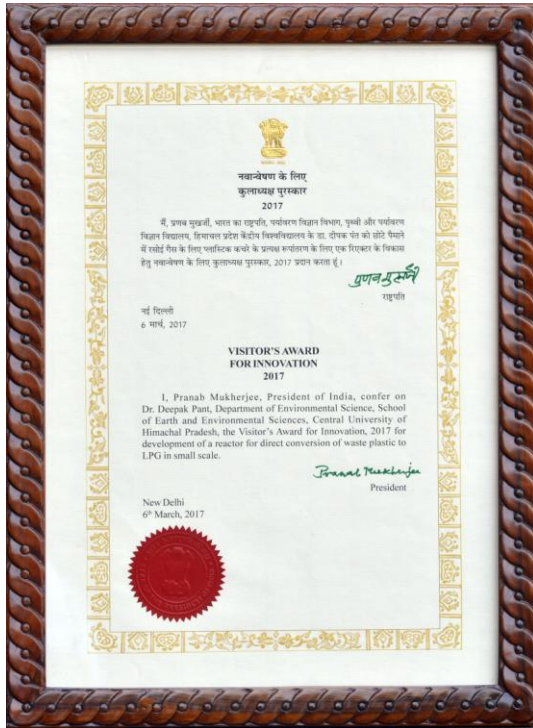 नवान्वेषण के लिए
कुलाध्यक्ष पुरस्कार
2017
मैं, प्रणब मुखर्जी, भारत का राष्ट्रपति, पर्यावरण विज्ञान विभाग, पृथ्वी और पर्यावरण
विज्ञान विद्यालय, हिमाचल प्रदेश केंद्रीय विश्वविद्यालय के डा. दीपक पंत को छोटे पैमाने
में रसोई गैस के लिए प्लास्टिक कचरे के प्रत्यक्ष रूपांतरण के लिए एक रिएक्टर के विकास
हेतु नवान्वेषण के लिए कुलाध्यक्ष पुरस्कार, 2017 प्रदान करता हूं।
प्रणब मुखर्जी
राष्ट्रपति
नई दिल्ली
6 मार्च, 2017
VISITOR'S AWARD
FOR INNOVATION
2017
I, Pranab Mukherjee, President of India, confer on
Dr. Deepak Pant, Department of Environmental Science, School
of Earth and Environmental Sciences, Central University of
Himachal Pradesh, the Visitor's Award for Innovation, 2017 for
development of a reactor for direct conversion of waste plastic to
LPG in small scale.
Pranab Mukherjee
President
New Delhi
6th March, 2017